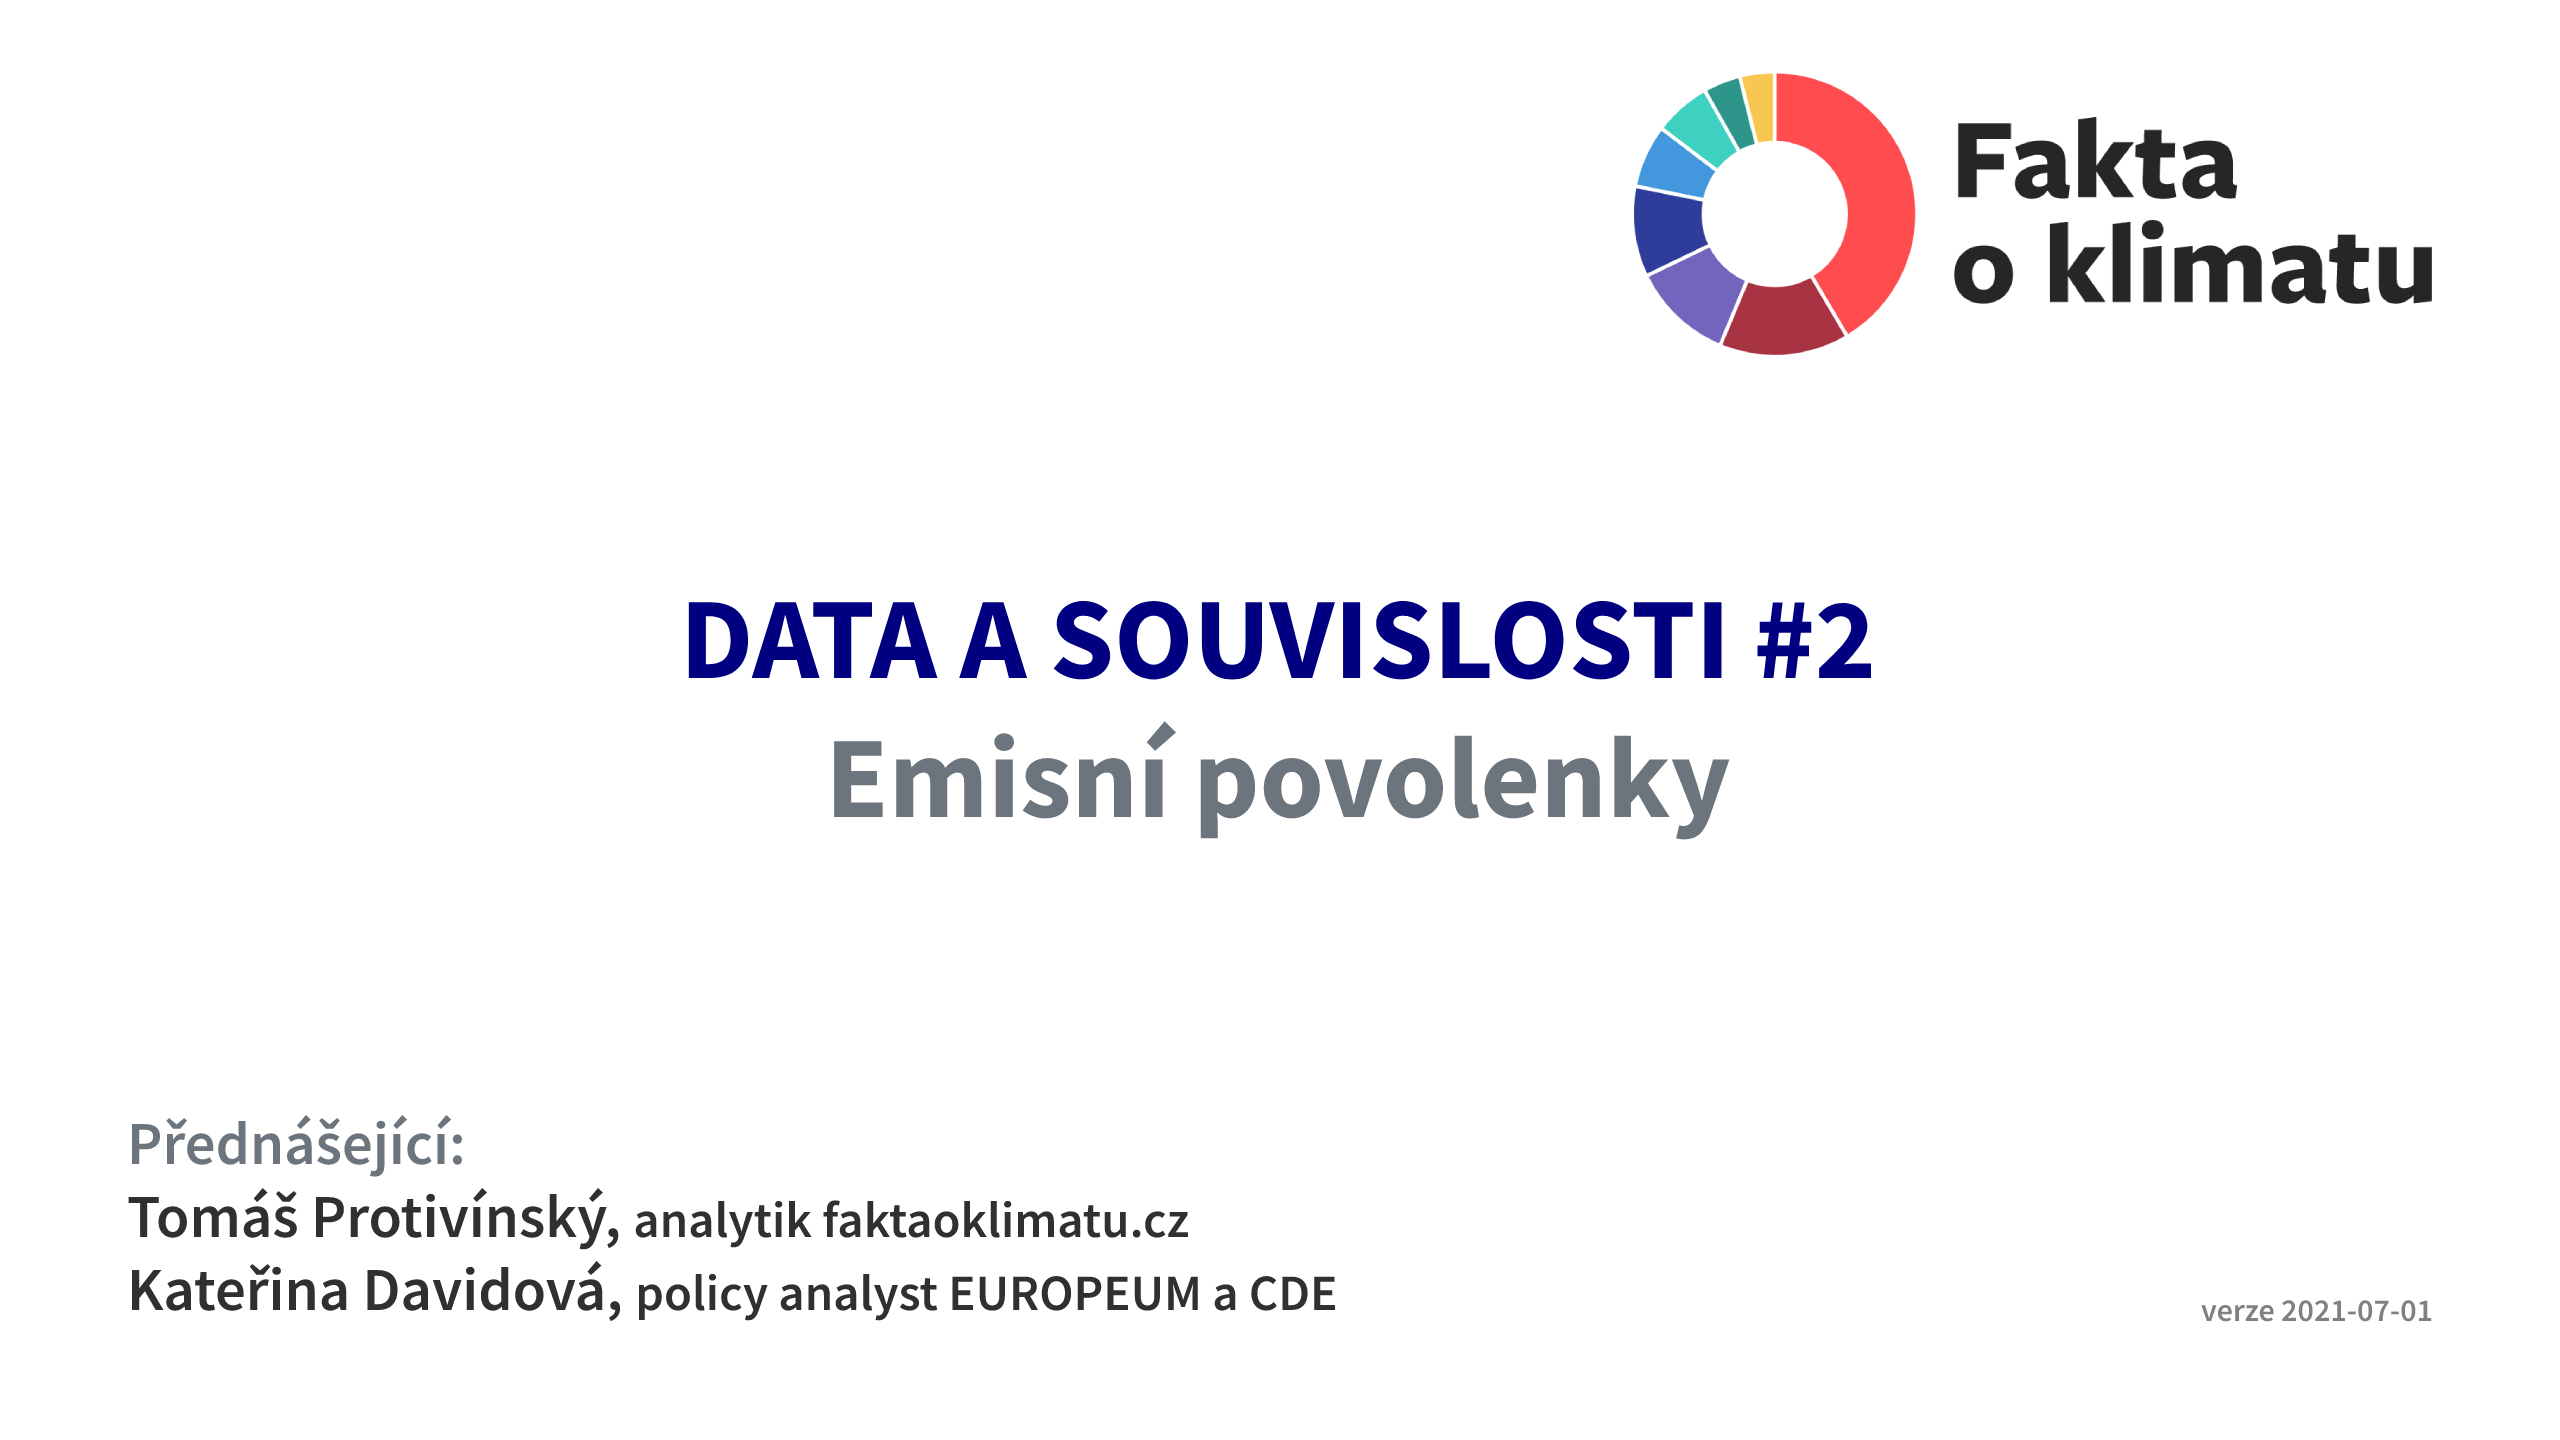 Fakta
o klimatu
DATA A SOUVISLOSTI #2
Emisní povolenky
Přednášející:
Tomáš Protivínský, analytik faktaoklimatu.cz
Kateřina Davidová, policy analyst EUROPEUM a CDE
verze 2021-07-01